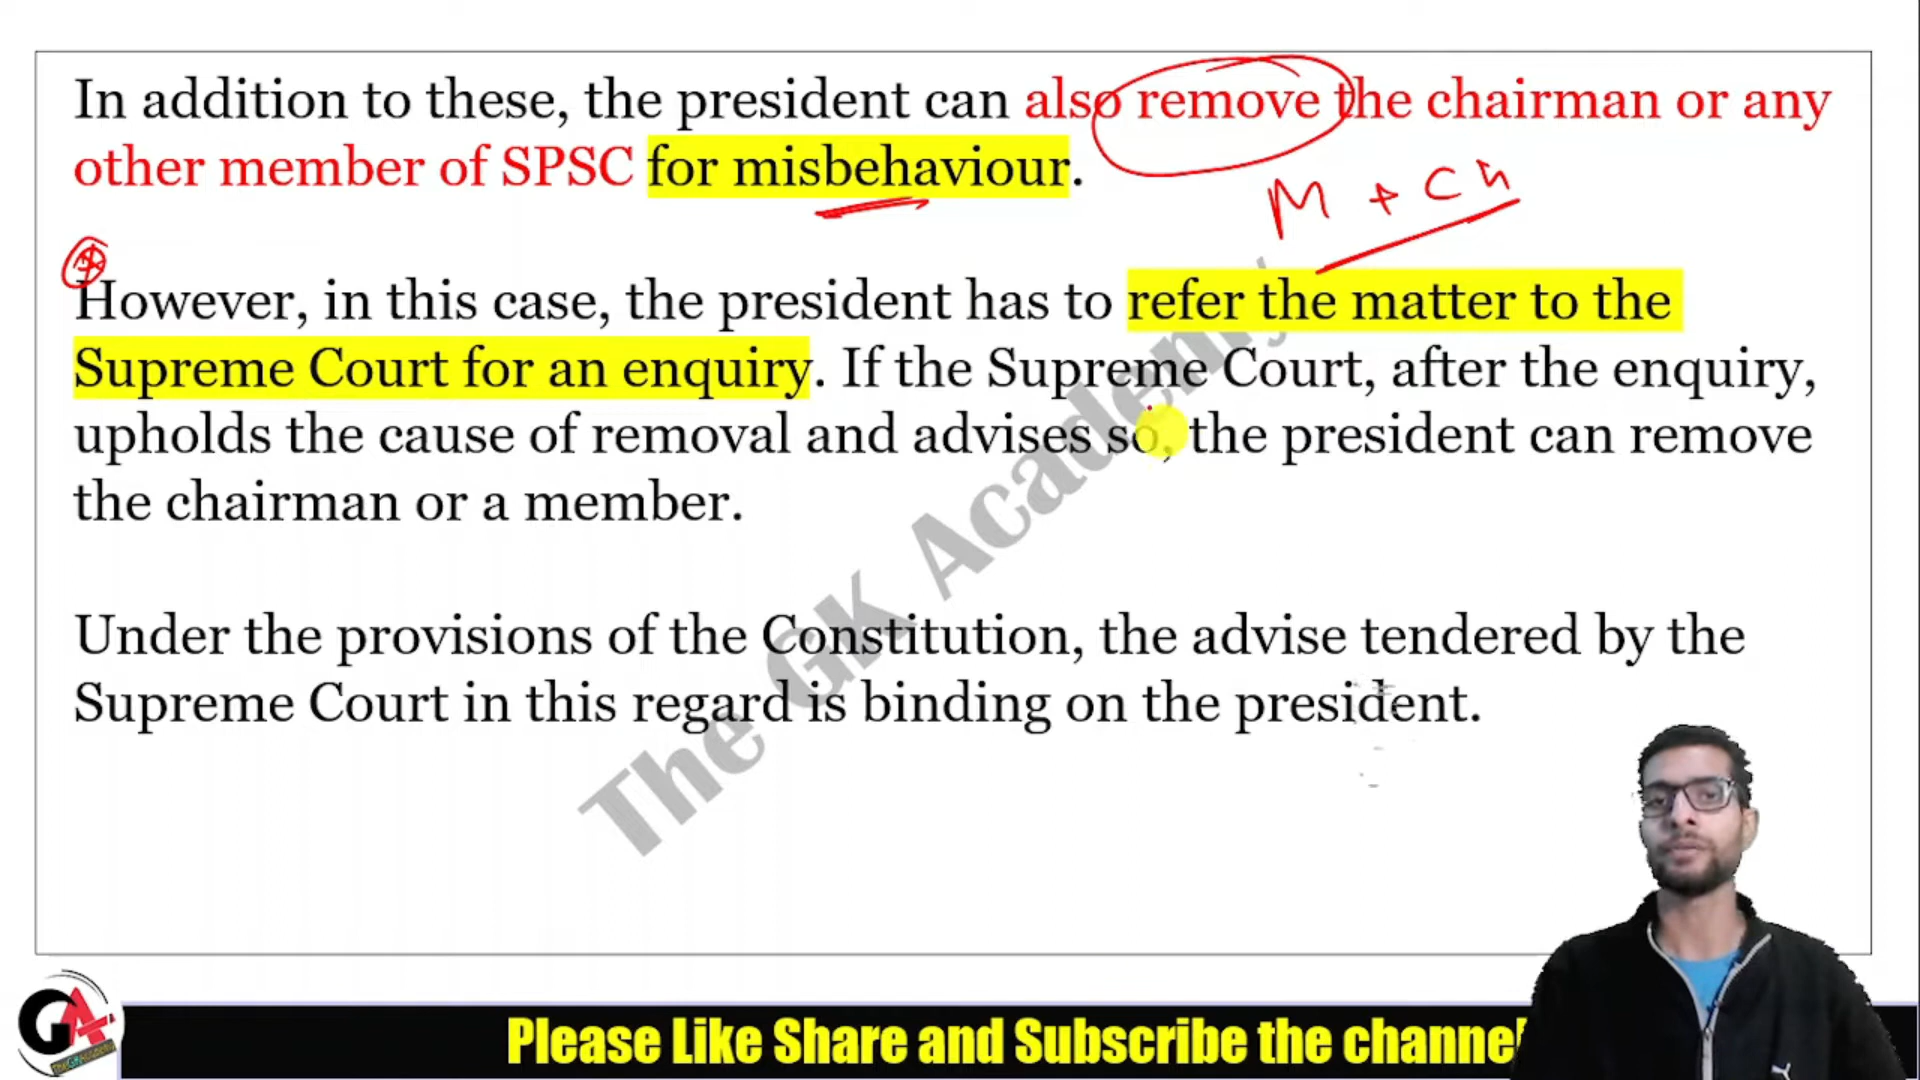 In addition to these, the president can also remove the chairman or any
other member of SPSC for misbehaviour.
M + Ch
However, in this case, the president has to refer the matter to the
Supreme Court for an enquiry. If the Supreme Court, after the enquiry,
upholds the cause of removal and advises so, the president can remove
the chairman or a member.
Under the provisions of the Constitution, the advise tendered by the
Supreme Court in this regard is binding on the president.
The GK Academy
GA
TheGkAcademy
Please Like Share and Subscribe the channel